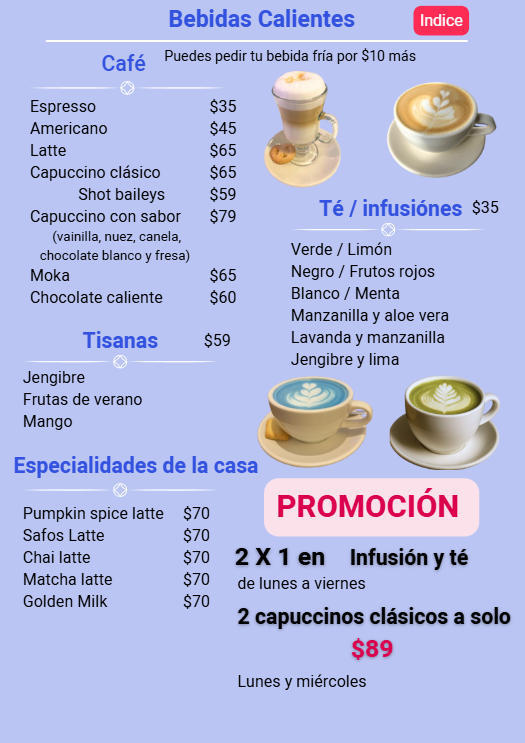 Bebidas Calientes
Indice
Puedes pedir tu bebida fría por $10 más
Café
Espresso $35
Americano $45
Latte $65
Capuccino clásico $65
Shot baileys $59
Capuccino con sabor $79
(vainilla, nuez, canela,
chocolate blanco y fresa)
Moka $65
Chocolate caliente $60
Té / infusiónes $35
Verde / Limón
Negro / Frutos rojos
Blanco / Menta
Manzanilla y aloe vera
Lavanda y manzanilla
Jengibre y lima
Tisanas $59
Jengibre
Frutas de verano
Mango
Especialidades de la casa
Pumpkin spice latte $70
Safos Latte $70
Chai latte $70
Matcha latte $70
Golden Milk $70
PROMOCIÓN
2 X 1 en Infusión y té
de lunes a viernes
2 capuccinos clásicos a solo
$89
Lunes y miércoles